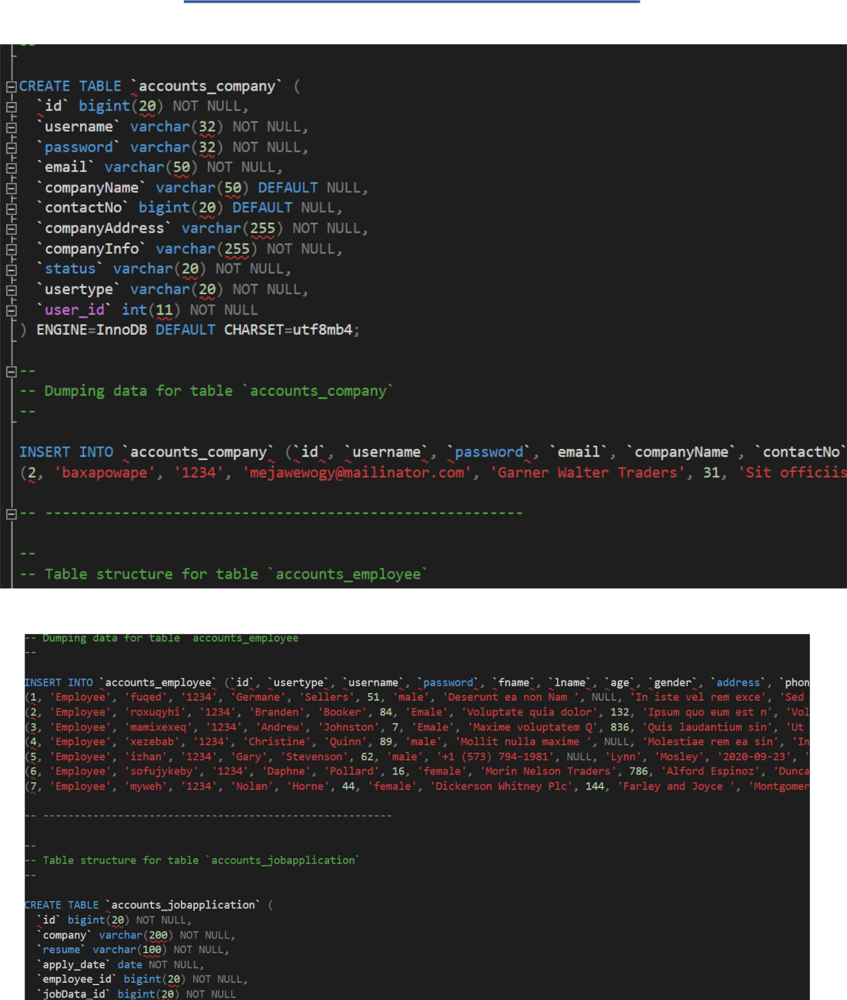 --
CREATE TABLE `accounts_company` (
`id` bigint(20) NOT NULL,
`username` varchar(32) NOT NULL,
`password` varchar(32) NOT NULL,
`email` varchar(50) NOT NULL,
`companyName` varchar(50) DEFAULT NULL,
`contactNo` bigint(20) DEFAULT NULL,
`companyAddress` varchar(255) NOT NULL,
`companyInfo` varchar(255) NOT NULL,
`status` varchar(20) NOT NULL,
`usertype` varchar(20) NOT NULL,
`user_id` int(11) NOT NULL
) ENGINE=InnoDB DEFAULT CHARSET=utf8mb4;
--
-- Dumping data for table `accounts_company`
--
INSERT INTO `accounts_company` (`id`, `username`, `password`, `email`, `companyName`, `contactNo`
(2, 'baxapowape', '1234', 'mejawewogy@mailinator.com', 'Garner Walter Traders', 31, 'Sit officiis
-- --------------------------------------------------------
--
-- Table structure for table `accounts_employee`
-- Dumping data for table `accounts_employee`
--
INSERT INTO `accounts_employee` (`id`, `usertype`, `username`, `password`, `fname`, `lname`, `age`, `gender`, `address`, `phon
(1, 'Employee', 'fuqed', '1234', 'Germane', 'Sellers', 51, 'male', 'Deserunt ea non Nam ', NULL, 'In iste vel rem exce', 'Sed
(2, 'Employee', 'roxuqyhi', '1234', 'Branden', 'Booker', 84, 'Emale', 'Voluptate quia dolor', 132, 'Ipsum quo eum est n', 'Vol
(3, 'Employee', 'mamixexeq', '1234', 'Andrew', 'Johnston', 7, 'Emale', 'Maxime voluptatem Q', 836, 'Quis laudantium sin', 'Ut
(4, 'Employee', 'xezebab', '1234', 'Christine', 'Quinn', 89, 'male', 'Mollit nulla maxime ', NULL, 'Molestiae rem ea sin', 'In
(5, 'Employee', 'izhan', '1234', 'Gary', 'Stevenson', 62, 'male', '+1 (573) 794-1981', NULL, 'Lynn', 'Mosley', '2020-09-23', '
(6, 'Employee', 'sofujykeby', '1234', 'Daphne', 'Pollard', 16, 'female', 'Morin Nelson Traders', 786, 'Alford Espinoz', 'Dunca
(7, 'Employee', 'myweh', '1234', 'Nolan', 'Horne', 44, 'female', 'Dickerson Whitney Plc', 144, 'Farley and Joyce ', 'Montgomer
-- --------------------------------------------------------
--
-- Table structure for table `accounts_jobapplication`
--
CREATE TABLE `accounts_jobapplication` (
`id` bigint(20) NOT NULL,
`company` varchar(200) NOT NULL,
`resume` varchar(100) NOT NULL,
`apply_date` date NOT NULL,
`employee_id` bigint(20) NOT NULL,
`jobData_id` bigint(20) NOT NULL